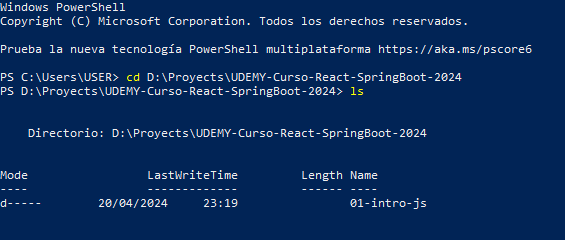 Windows PowerShell
Copyright (C) Microsoft Corporation. Todos los derechos reservados.
Prueba la nueva tecnología PowerShell multiplataforma https://aka.ms/pscore6
PS C:\Users\USER> cd D:\Proyects\UDEMY-Curso-React-SpringBoot-2024
PS D:\Proyects\UDEMY-Curso-React-SpringBoot-2024> ls
Directorio: D:\Proyects\UDEMY-Curso-React-SpringBoot-2024
Mode LastWriteTime Length Name
---- ------------- ------ ----
d----- 20/04/2024 23:19 01-intro-js